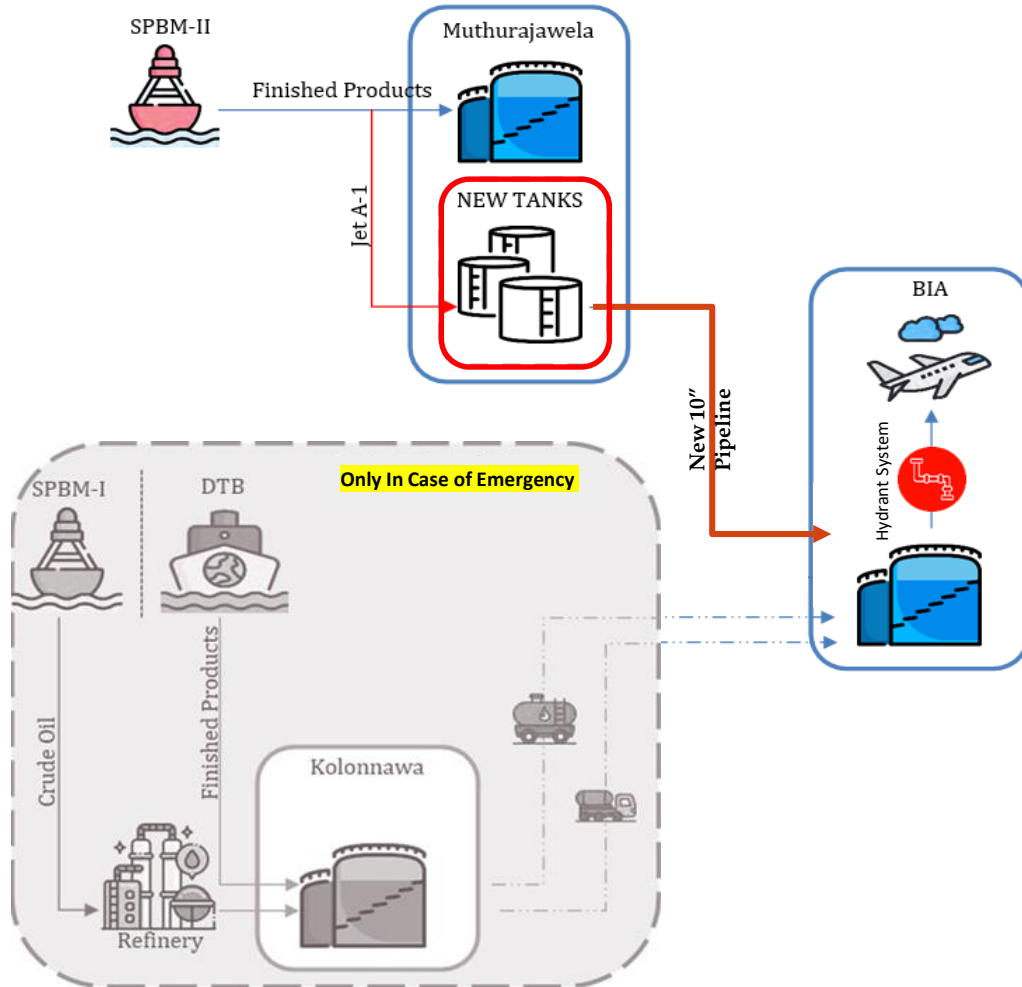 SPBM-II
Muthurajawela
Finished Products
Jet A-1
NEW TANKS
BIA
New 10″
Pipeline
Hydrant System
Only In Case of Emergency
SPBM-I
DTB
Crude Oil
Finished Products
Kolonnawa
Refinery